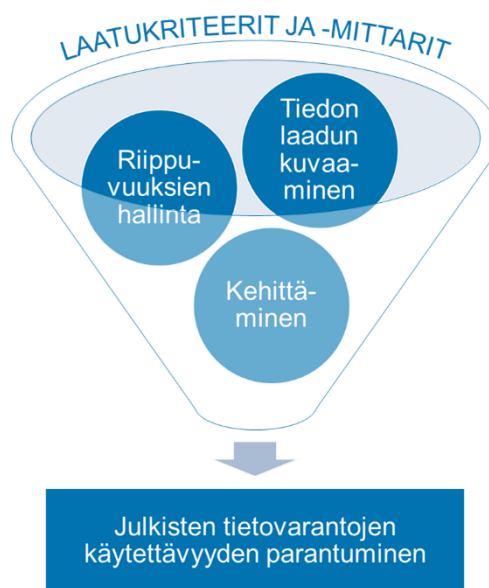 LAATUKRITEERIT JA -MITTARIT
Tiedon
laadun
kuvaa-
minen
Riippu-
vuuksien
hallinta
Kehittä-
minen
Julkisten tietovarantojen
käytettävyyden parantuminen